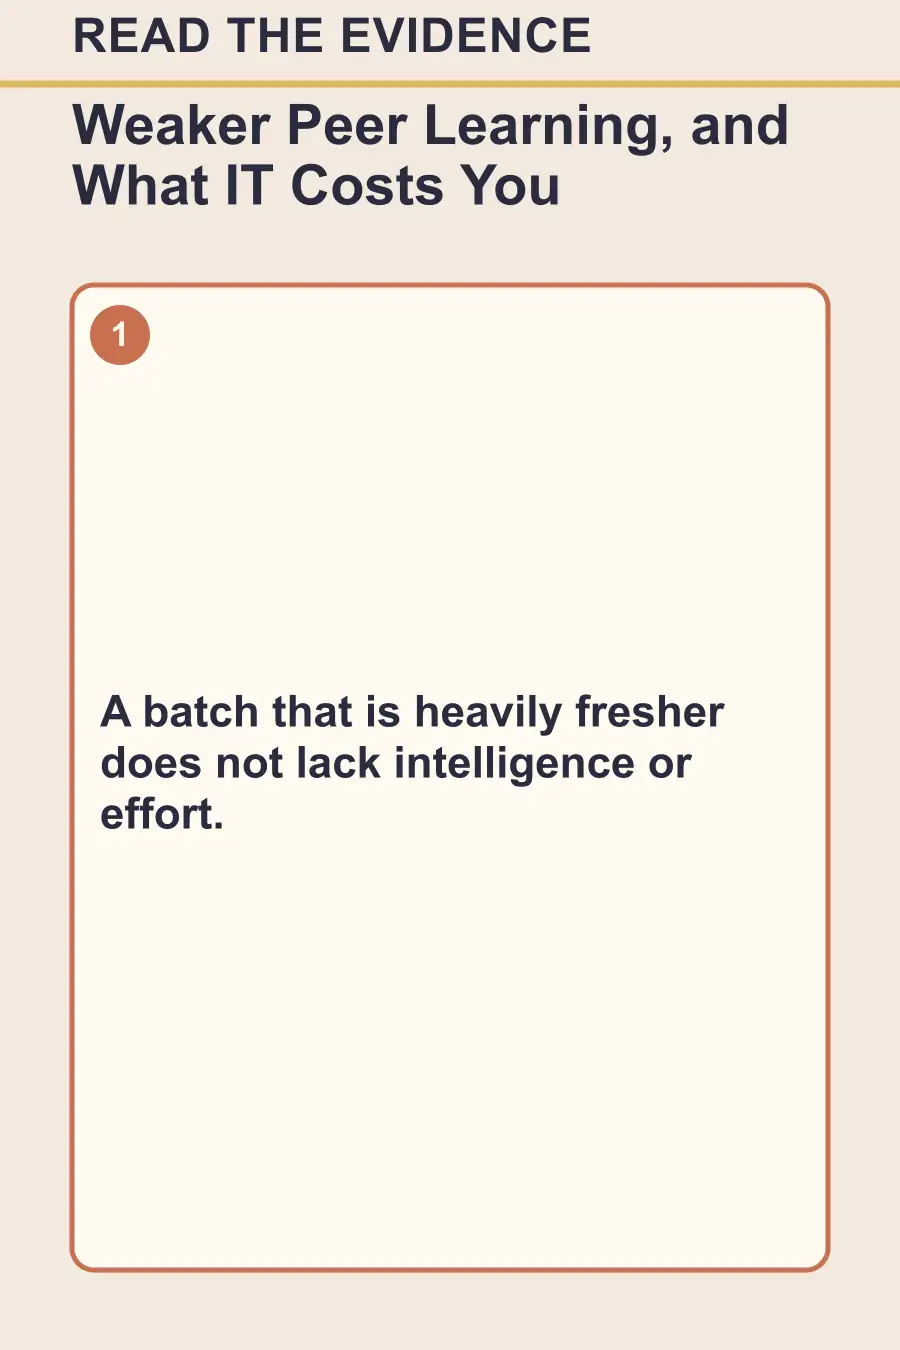 READ THE EVIDENCE
Weaker Peer Learning, and
What IT Costs You
1
A batch that is heavily fresher
does not lack intelligence or
effort.